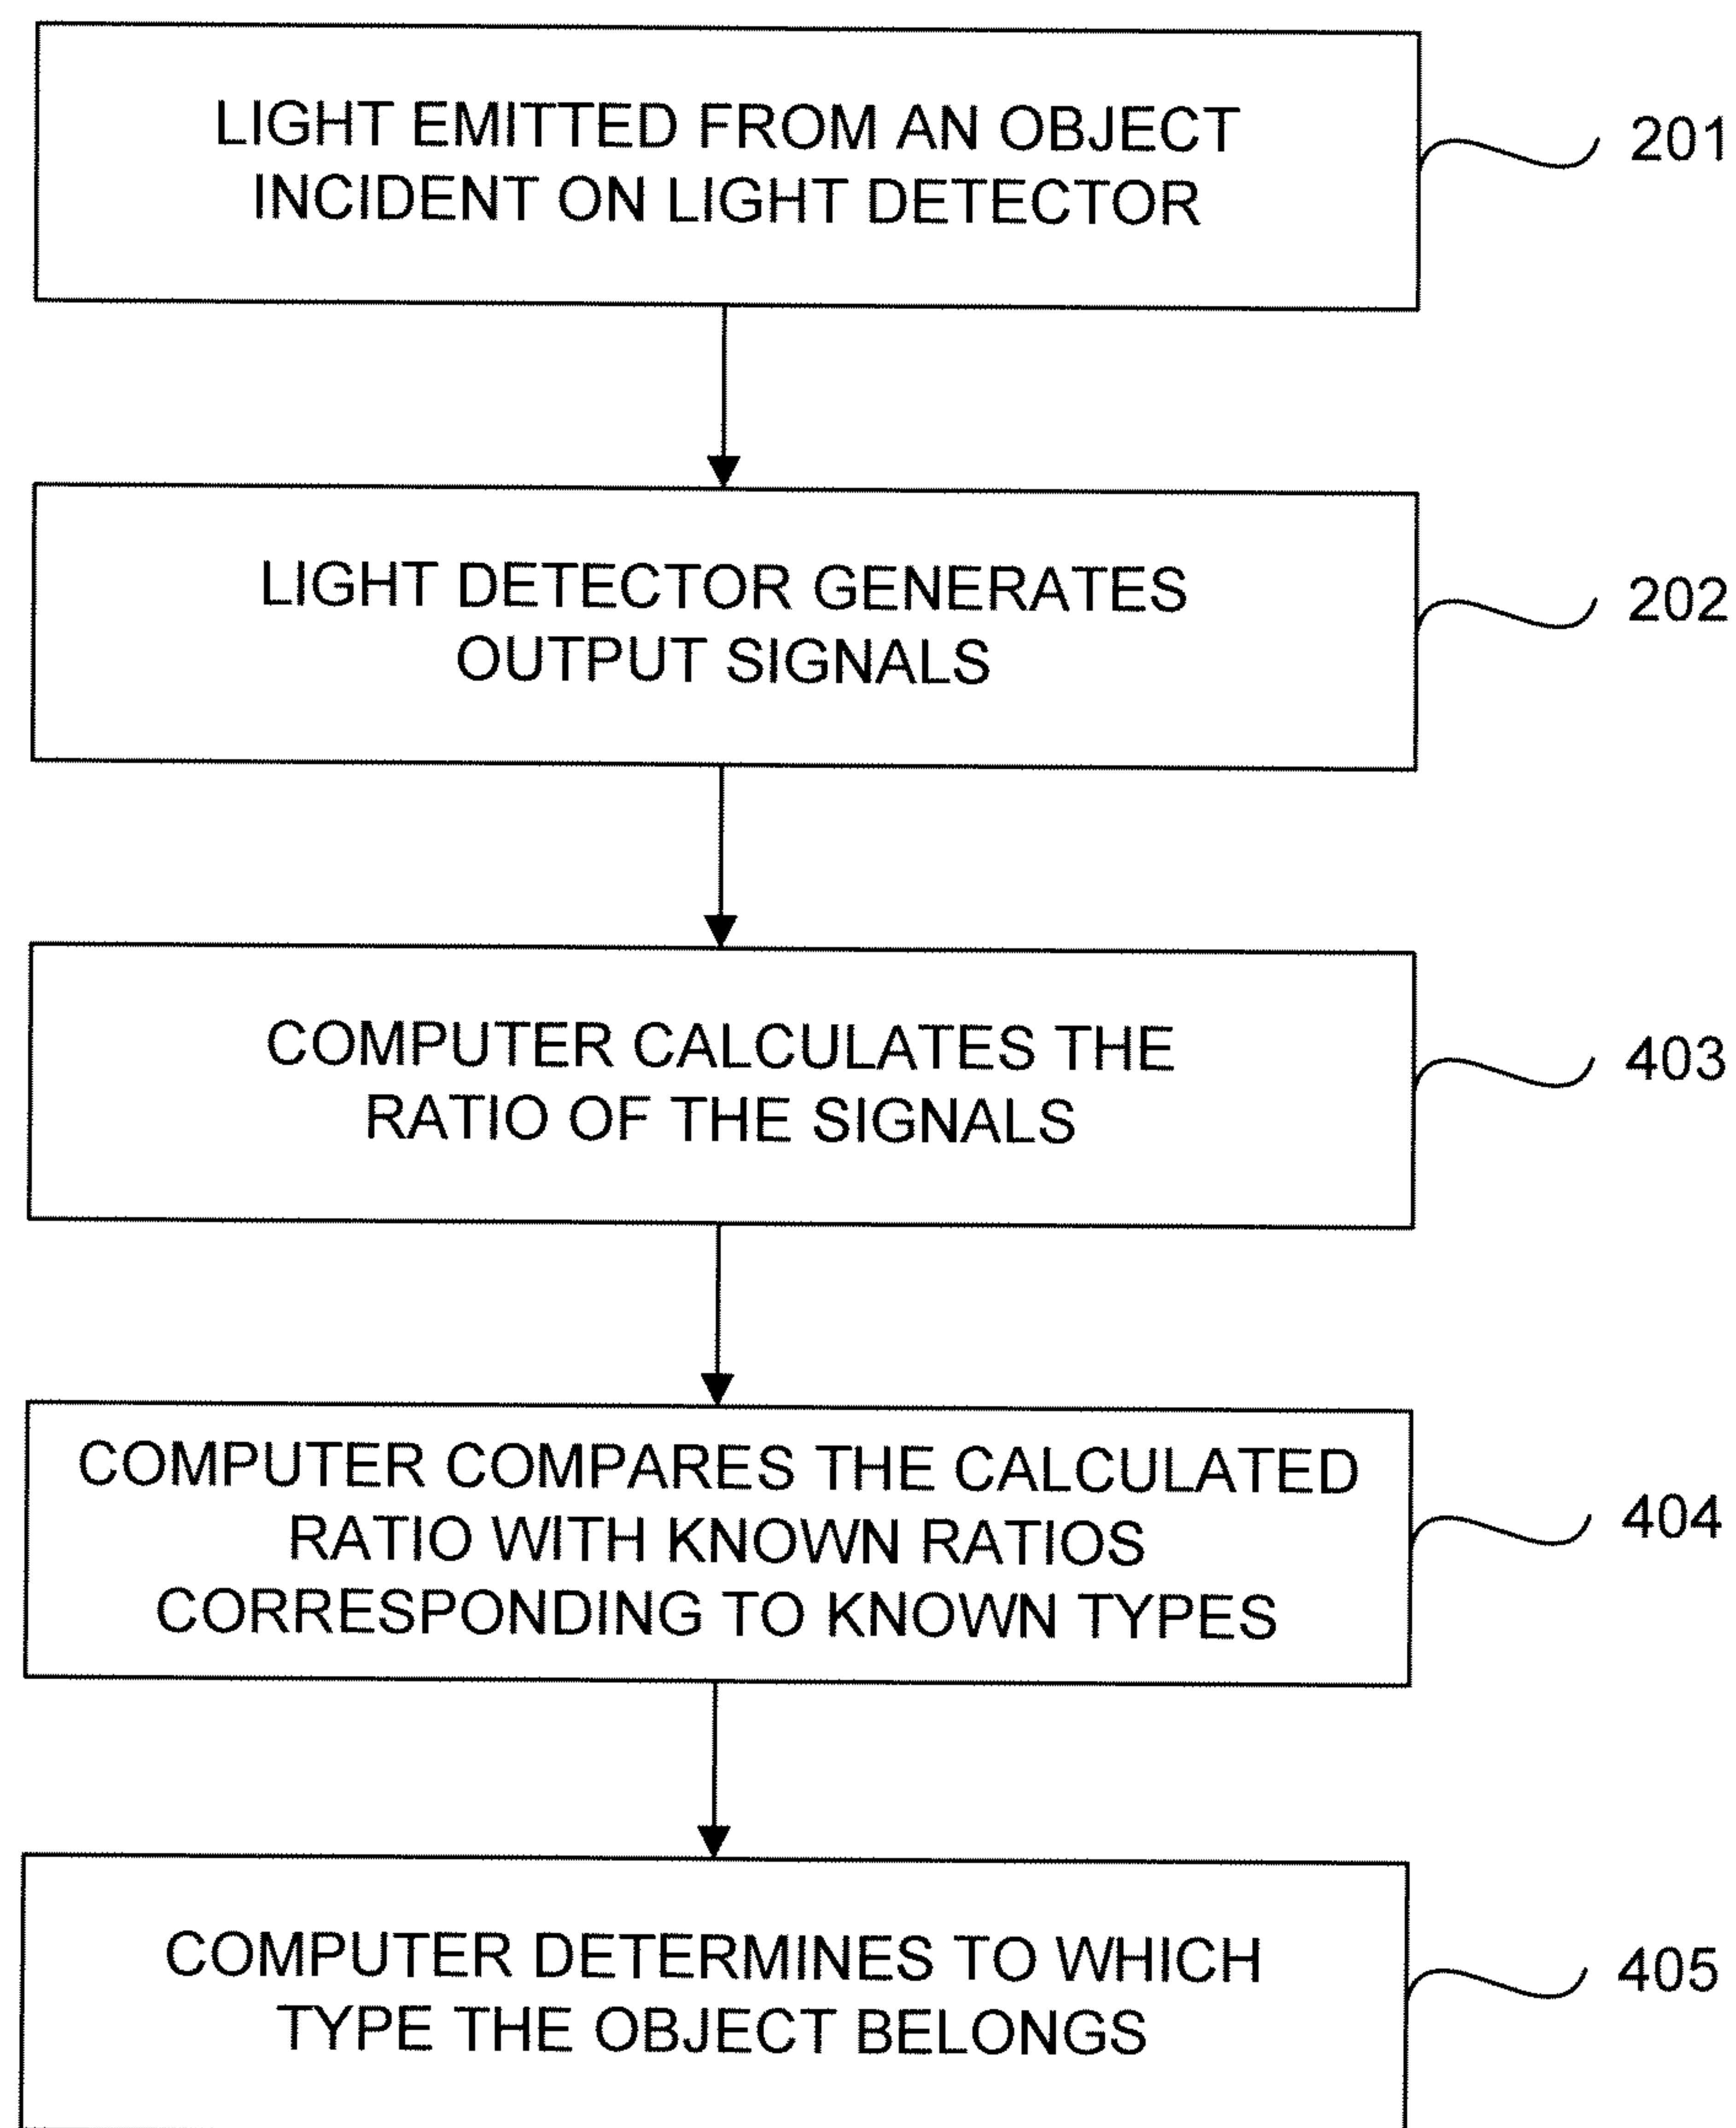 LIGHT EMITTED FROM AN OBJECT
INCIDENT ON LIGHT DETECTOR
201
LIGHT DETECTOR GENERATES
OUTPUT SIGNALS
202
COMPUTER CALCULATES THE
RATIO OF THE SIGNALS
403
COMPUTER COMPARES THE CALCULATED
RATIO WITH KNOWN RATIOS
CORRESPONDING TO KNOWN TYPES
404
COMPUTER DETERMINES TO WHICH
TYPE THE OBJECT BELONGS
405